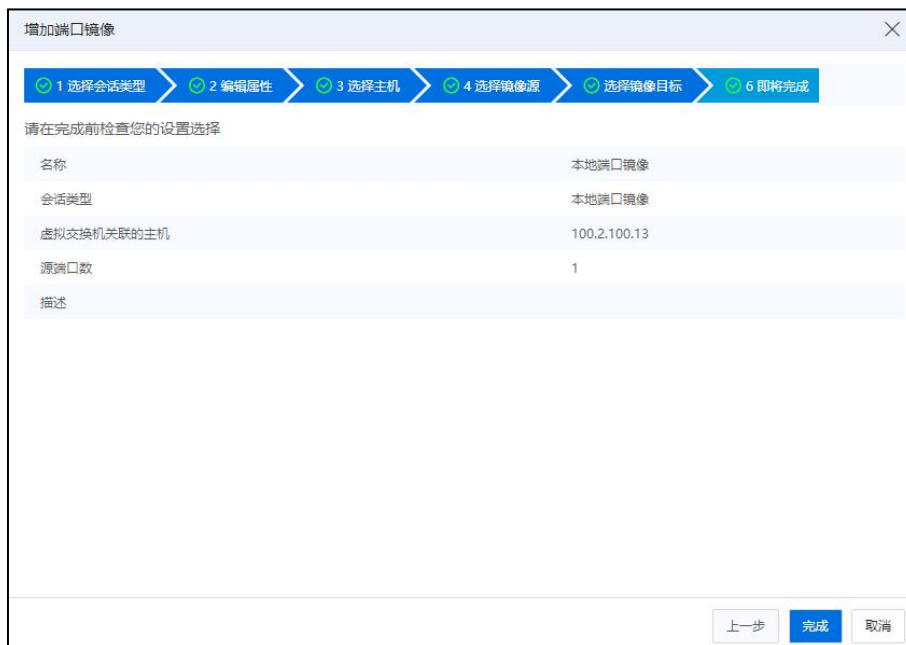 增加端口镜像
1 选择会话类型 2 编辑属性 3 选择主机 4 选择镜像源 选择镜像目标 6 即将完成
请在完成前检查您的设置选择
名称 本地端口镜像
会话类型 本地端口镜像
虚拟交换机关联的主机 100.2.100.13
源端口数 1
描述
上一步 完成 取消